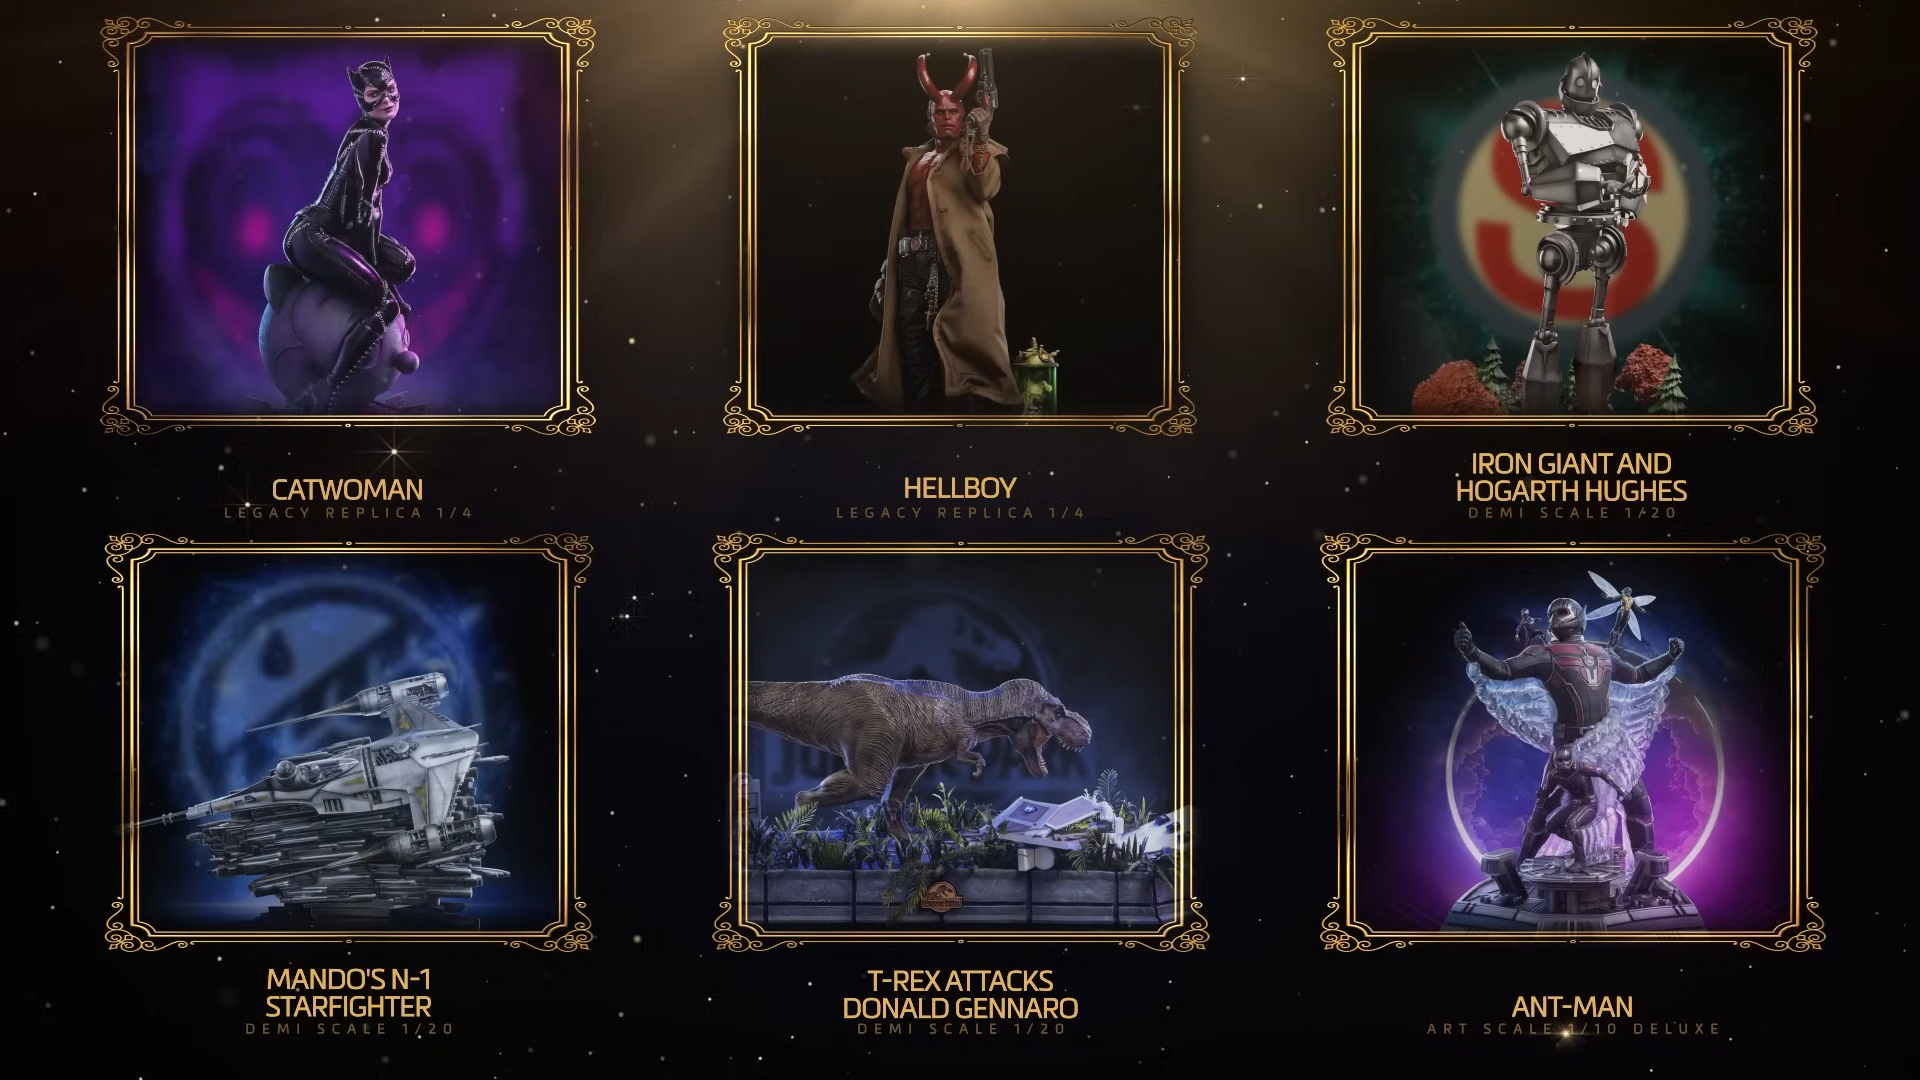 CATWOMAN
LEGACY REPLICA 1/4
HELLBOY
LEGACY REPLICA 1/4
IRON GIANT AND
HOGARTH HUGHES
DEMI SCALE 1/20
MANDO'S N-1
STARFIGHTER
DEMI SCALE 1/20
JURASSIC PARK
T-REX ATTACKS
DONALD GENNARO
DEMI SCALE 1/20
ANT-MAN
ART SCALE 1/10 DELUXE